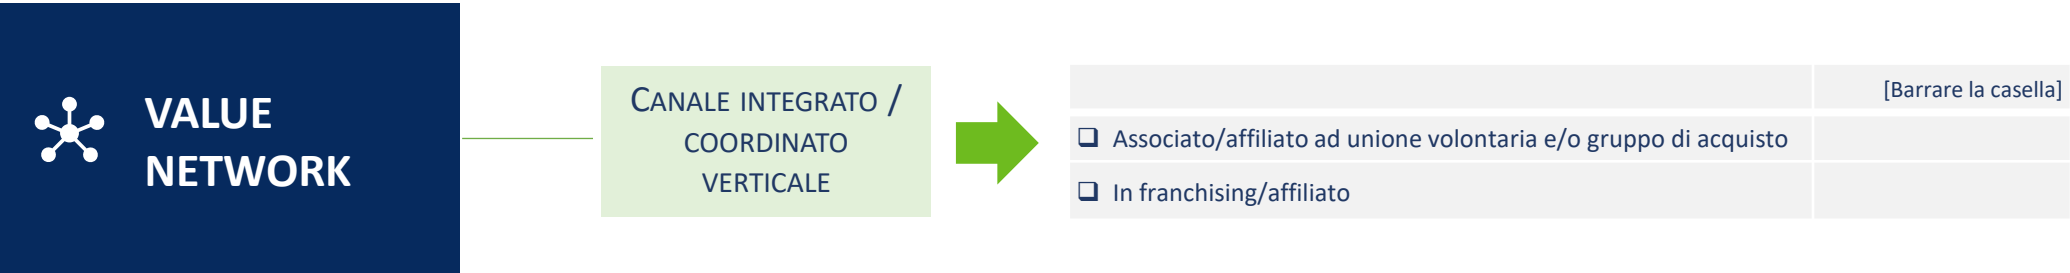 VALUE
NETWORK
CANALE INTEGRATO /
COORDINATO
VERTICALE
[Barrare la casella]
❑ Associato/affiliato ad unione volontaria e/o gruppo di acquisto
❑ In franchising/affiliato